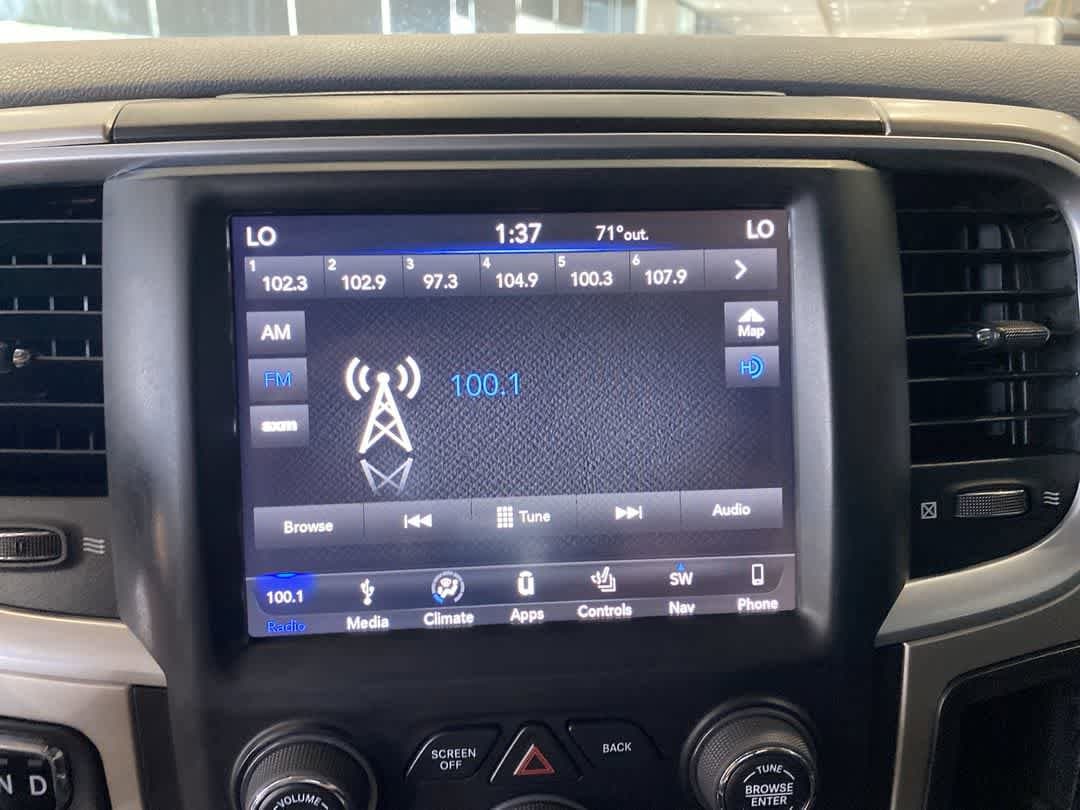 LO 1:37 71°out. LO
1 102.3 2 102.9 3 97.3 4 104.9 5 100.3 6 107.9
AM
Map
FM
100.1
HD
sxm
Browse Tune Audio
100.1 SW
Radio Media Climate Apps Controls Nav Phone
SCREEN
OFF
BACK
N D
VOLUME
TUNE
BROWSE
ENTER